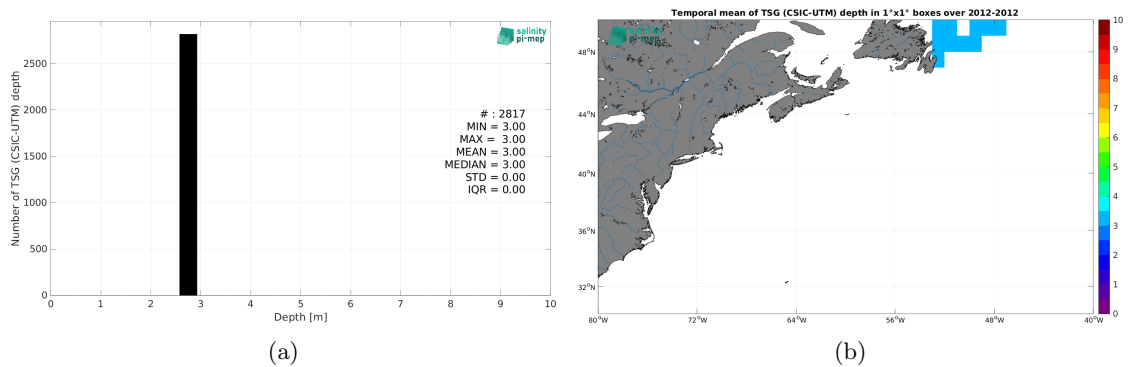 salinity
pi-mep
# : 2817
MIN = 3.00
MAX = 3.00
MEAN = 3.00
MEDIAN = 3.00
STD = 0.00
IQR = 0.00
Number of TSG (CSIC-UTM) depth
2500
2000
1500
1000
500
0
0 1 2 3 4 5 6 7 8 9 10
Depth [m]
(a)
Temporal mean of TSG (CSIC-UTM) depth in 1°x1° boxes over 2012-2012
salinity
pi-mep
48°N
44°N
40°N
36°N
32°N
80°W 72°W 64°W 56°W 48°W 40°W
10
9
8
7
6
5
4
3
2
1
0
(b)